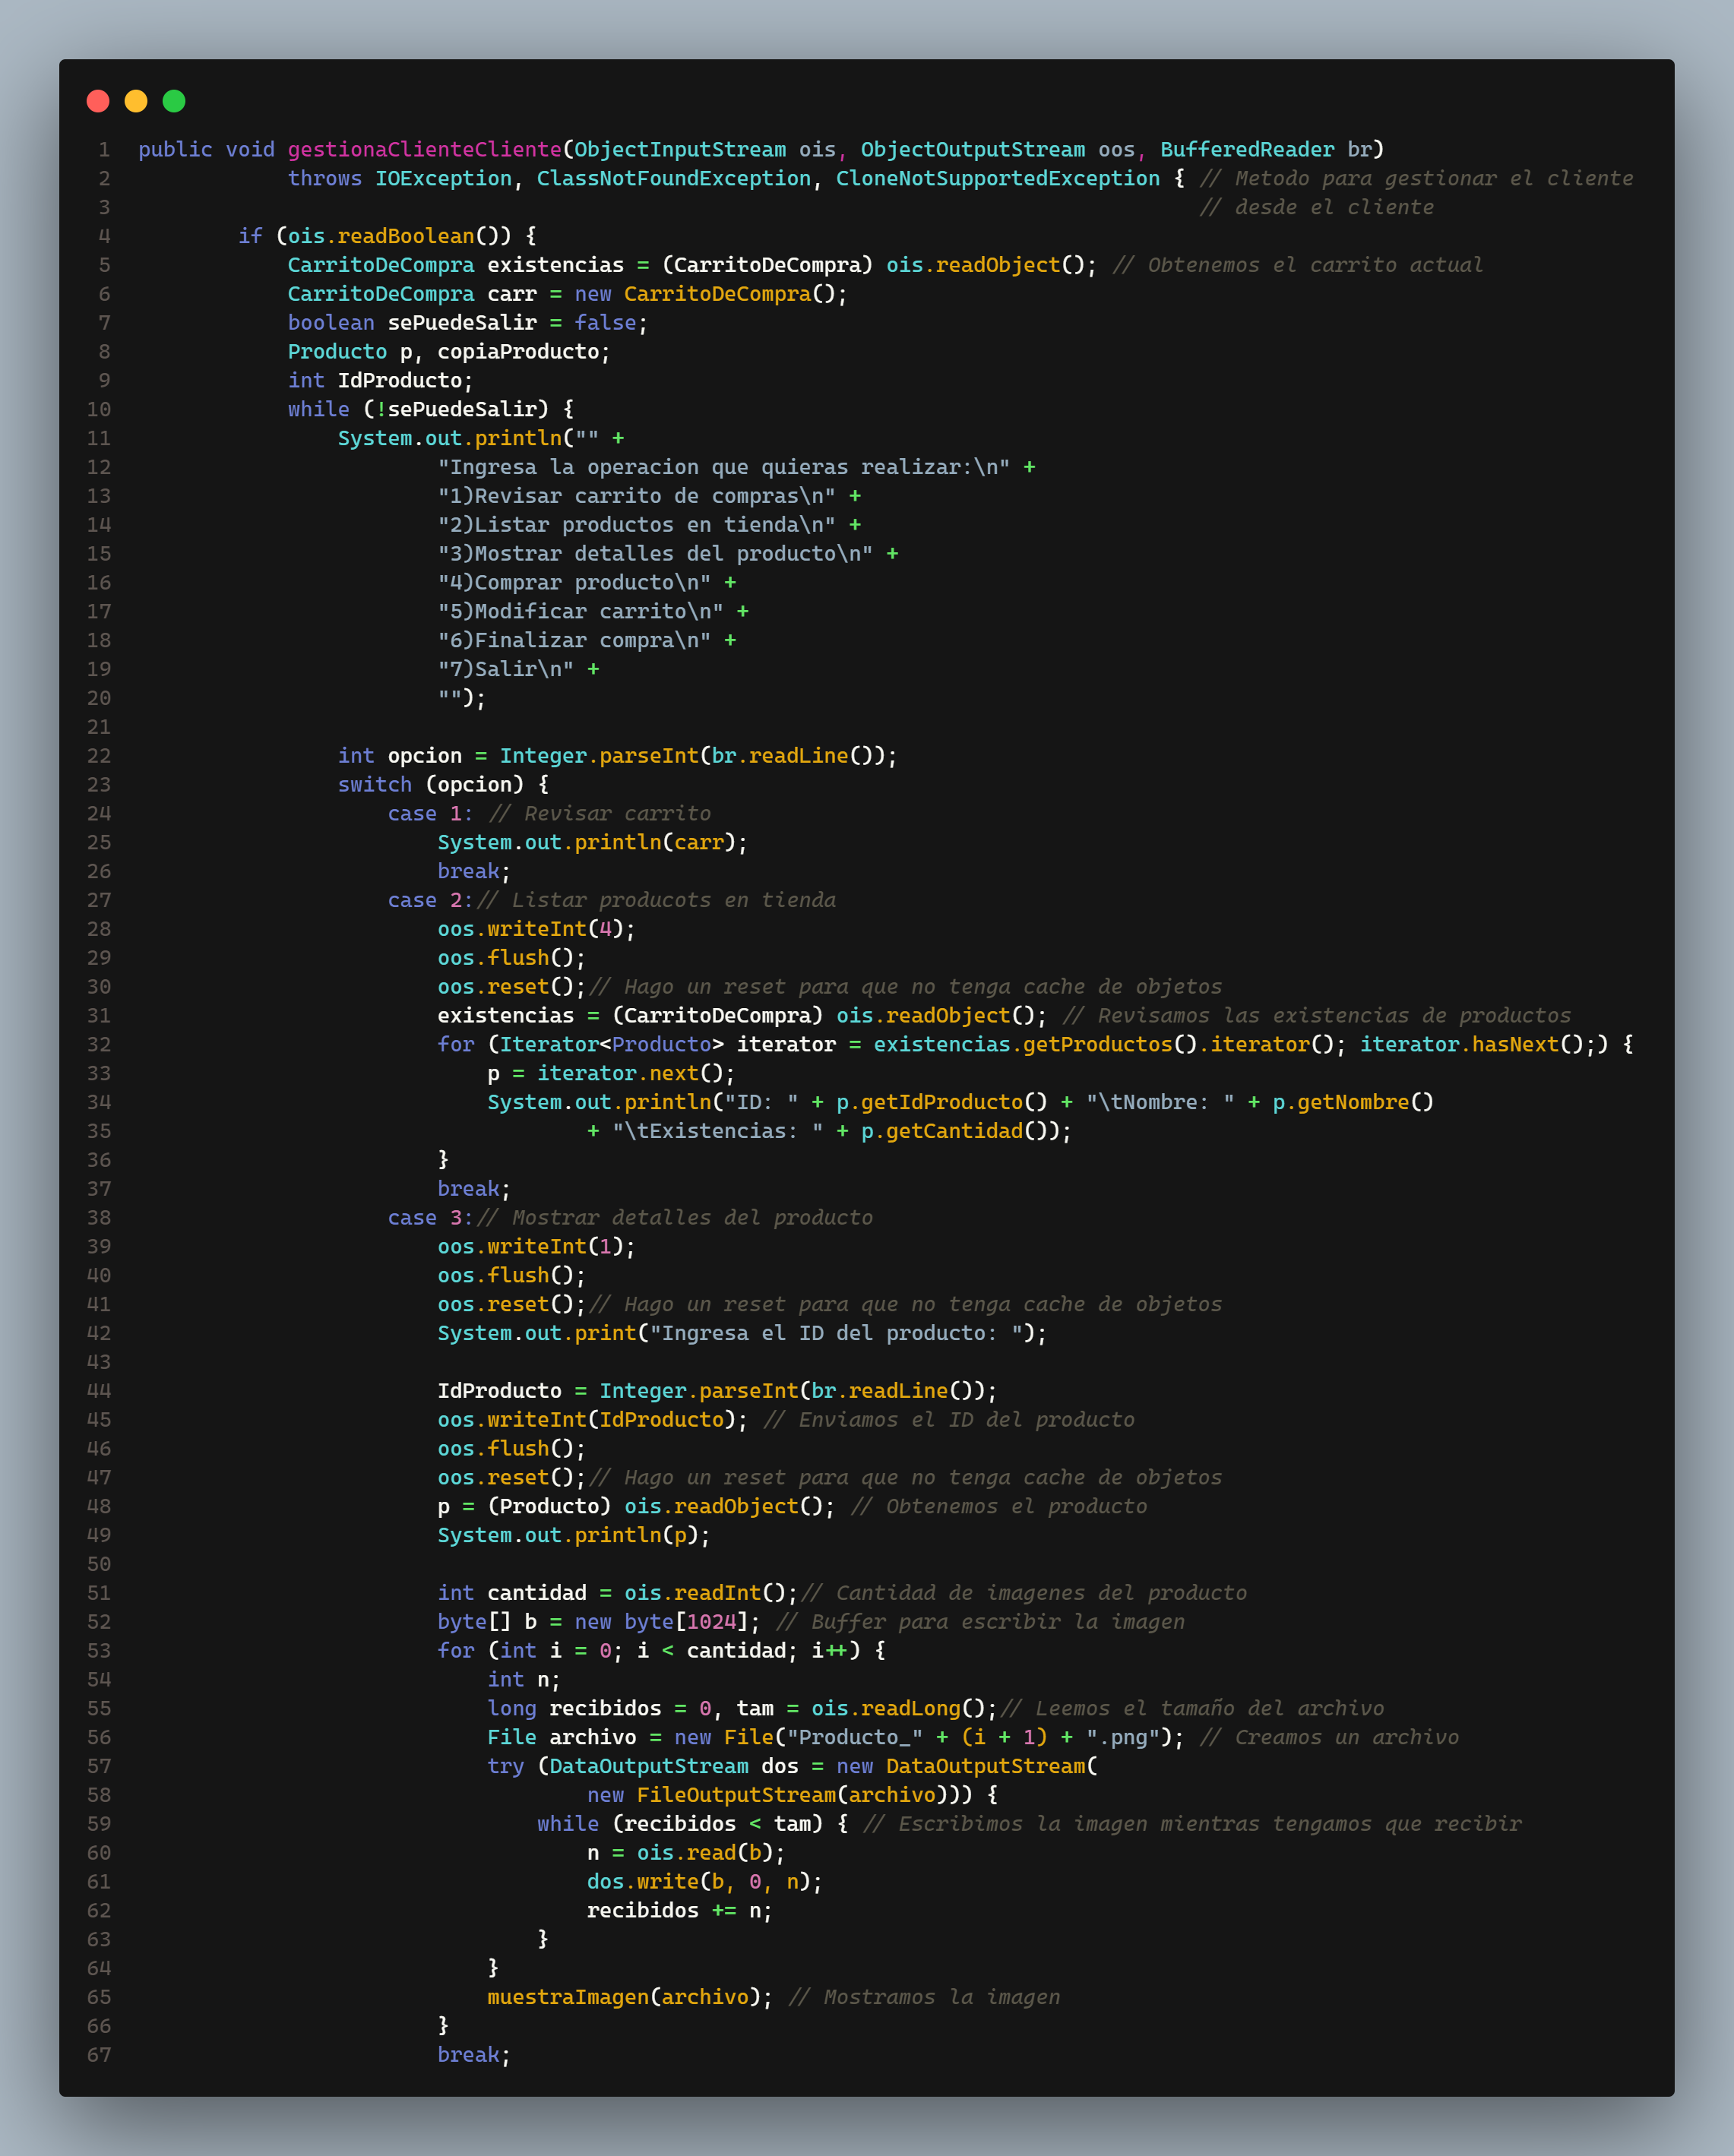 1 public void gestionaClienteCliente(ObjectInputStream ois, ObjectOutputStream oos, BufferedReader br)
2 throws IOException, ClassNotFoundException, CloneNotSupportedException { // Metodo para gestionar el cliente
3 // desde el cliente
4 if (ois.readBoolean()) {
5 CarritoDeCompra existencias = (CarritoDeCompra) ois.readObject(); // Obtenemos el carrito actual
6 CarritoDeCompra carr = new CarritoDeCompra();
7 boolean sePuedeSalir = false;
8 Producto p, copiaProducto;
9 int IdProducto;
10 while (!sePuedeSalir) {
11 System.out.println("" +
12 "Ingresa la operacion que quieras realizar:\n" +
13 "1)Revisar carrito de compras\n" +
14 "2)Listar productos en tienda\n" +
15 "3)Mostrar detalles del producto\n" +
16 "4)Comprar producto\n" +
17 "5)Modificar carrito\n" +
18 "6)Finalizar compra\n" +
19 "7)Salir\n" +
20 "");
21
22 int opcion = Integer.parseInt(br.readLine());
23 switch (opcion) {
24 case 1: // Revisar carrito
25 System.out.println(carr);
26 break;
27 case 2:// Listar producots en tienda
28 oos.writeInt(4);
29 oos.flush();
30 oos.reset();// Hago un reset para que no tenga cache de objetos
31 existencias = (CarritoDeCompra) ois.readObject(); // Revisamos las existencias de productos
32 for (Iterator<Producto> iterator = existencias.getProductos().iterator(); iterator.hasNext();) {
33 p = iterator.next();
34 System.out.println("ID: " + p.getIdProducto() + "\tNombre: " + p.getNombre()
35 + "\tExistencias: " + p.getCantidad());
36 }
37 break;
38 case 3:// Mostrar detalles del producto
39 oos.writeInt(1);
40 oos.flush();
41 oos.reset();// Hago un reset para que no tenga cache de objetos
42 System.out.print("Ingresa el ID del producto: ");
43
44 IdProducto = Integer.parseInt(br.readLine());
45 oos.writeInt(IdProducto); // Enviamos el ID del producto
46 oos.flush();
47 oos.reset();// Hago un reset para que no tenga cache de objetos
48 p = (Producto) ois.readObject(); // Obtenemos el producto
49 System.out.println(p);
50
51 int cantidad = ois.readInt();// Cantidad de imagenes del producto
52 byte[] b = new byte[1024]; // Buffer para escribir la imagen
53 for (int i = 0; i < cantidad; i++) {
54 int n;
55 long recibidos = 0, tam = ois.readLong();// Leemos el tamaño del archivo
56 File archivo = new File("Producto_" + (i + 1) + ".png"); // Creamos un archivo
57 try (DataOutputStream dos = new DataOutputStream(
58 new FileOutputStream(archivo))) {
59 while (recibidos < tam) { // Escribimos la imagen mientras tengamos que recibir
60 n = ois.read(b);
61 dos.write(b, 0, n);
62 recibidos += n;
63 }
64 }
65 muestraImagen(archivo); // Mostramos la imagen
66 }
67 break;